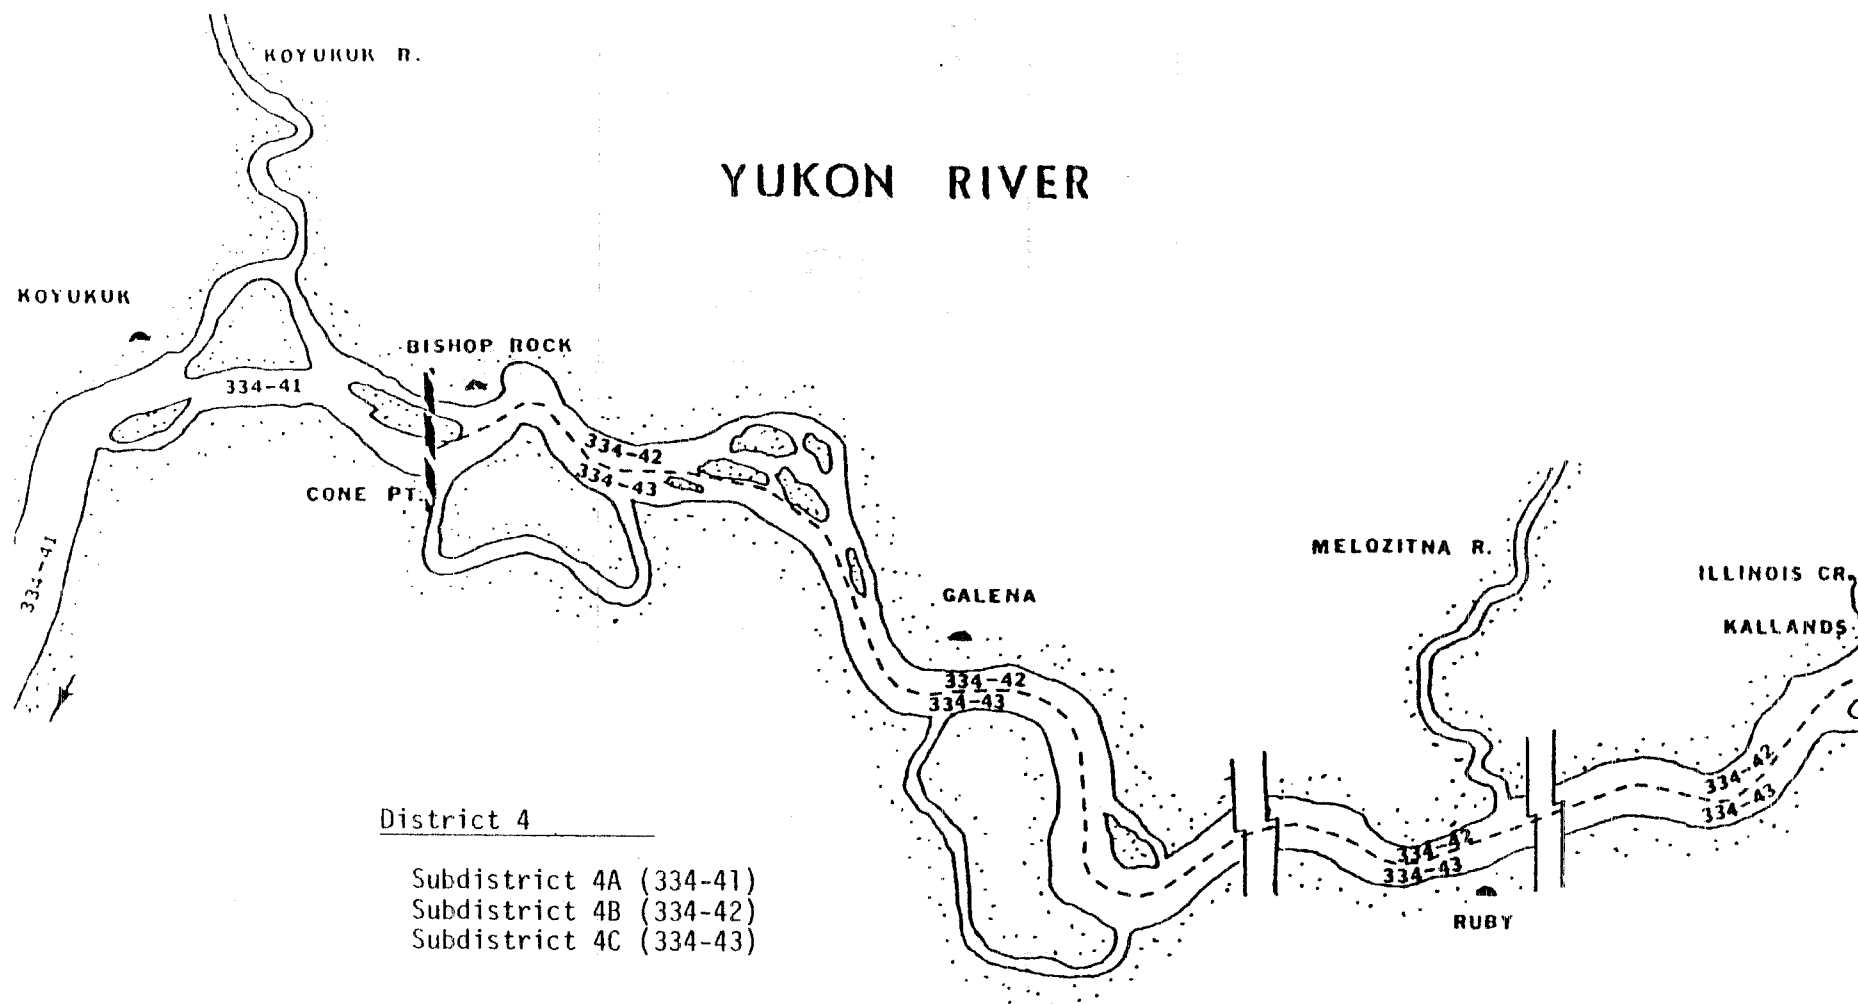 KOYUKUK R.
YUKON RIVER
KOYUKUK
BISHOP ROCK
334-41
334-42
334-43
CONE PT.
334-41
MELOZITNA R.
ILLINOIS CR.
GALENA
KALLANDS
334-42
334-43
334-42
334-43
334-42
334-43
RUBY
District 4
Subdistrict 4A (334-41)
Subdistrict 4B (334-42)
Subdistrict 4C (334-43)